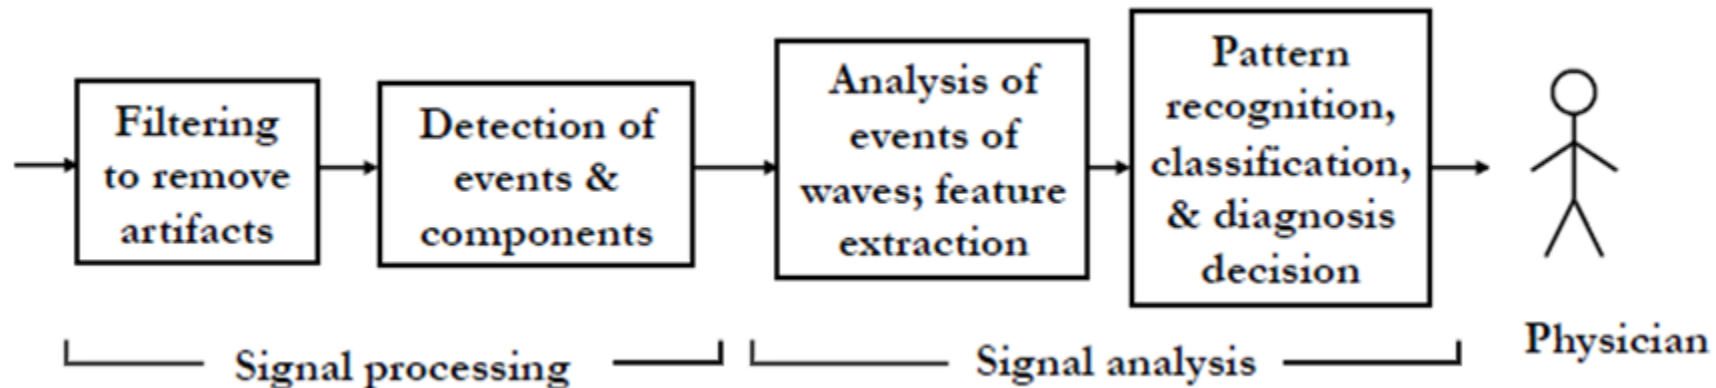 Filtering
to remove
artifacts
Detection of
events &
components
Analysis of
events of
waves; feature
extraction
Pattern
recognition,
classification,
& diagnosis
decision
Physician
Signal processing
Signal analysis